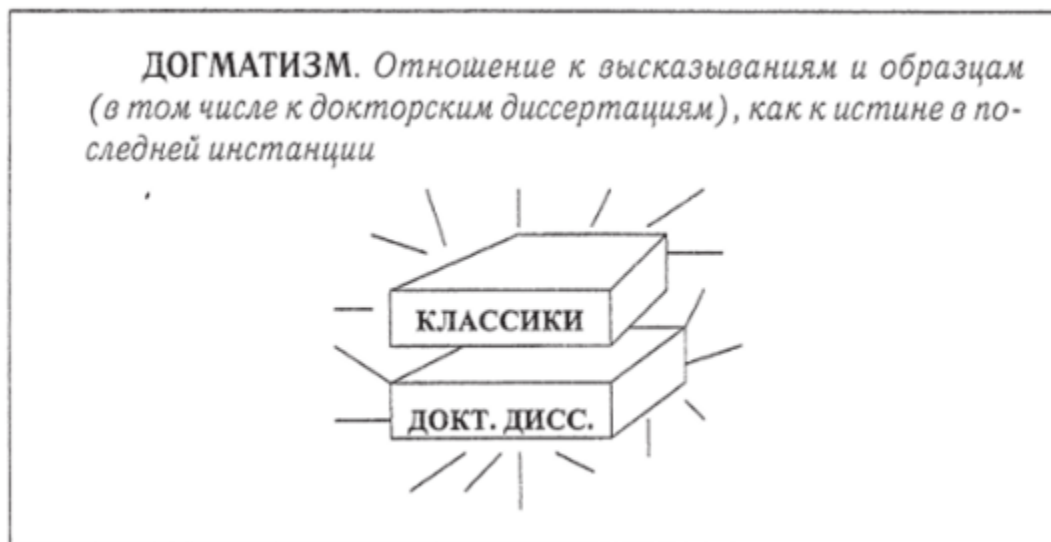 ДОГМАТИЗМ. Отношение к высказываниям и образцам
(в том числе к докторским диссертациям), как к истине в по-
следней инстанции
КЛАССИКИ
ДОКТ. ДИСС.